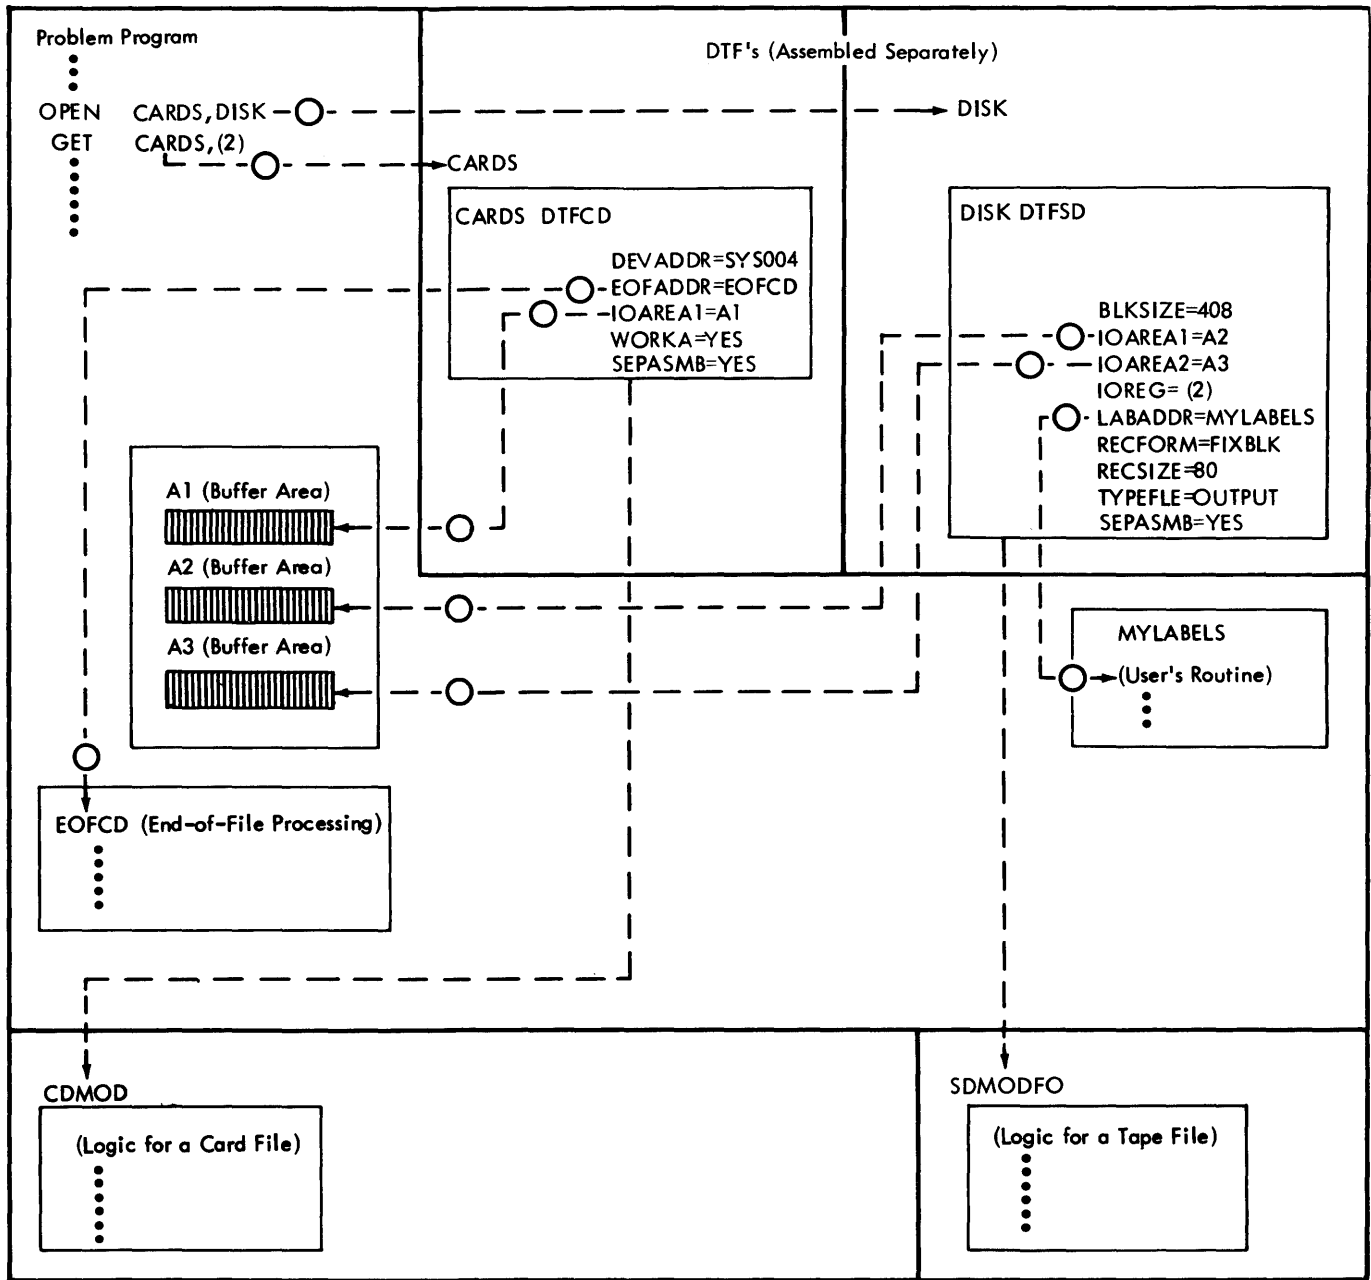 Problem Program
DTF's (Assembled Separately)
OPEN CARDS,DISK
DISK
GET CARDS,(2)
CARDS
CARDS DTFCD
DEVADDR=SYS004
EOFADDR=EOFCD
IOAREA1=A1
WORKA=YES
SEPASMB=YES
DISK DTFSD
BLKSIZE=408
IOAREA1=A2
IOAREA2=A3
IOREG= (2)
LABADDR=MYLABELS
RECFORM=FIXBLK
RECSIZE=80
TYPEFLE=OUTPUT
SEPASMB=YES
A1 (Buffer Area)
A2 (Buffer Area)
A3 (Buffer Area)
MYLABELS
(User's Routine)
EOFCD (End-of-File Processing)
CDMOD
(Logic for a Card File)
SDMODFO
(Logic for a Tape File)